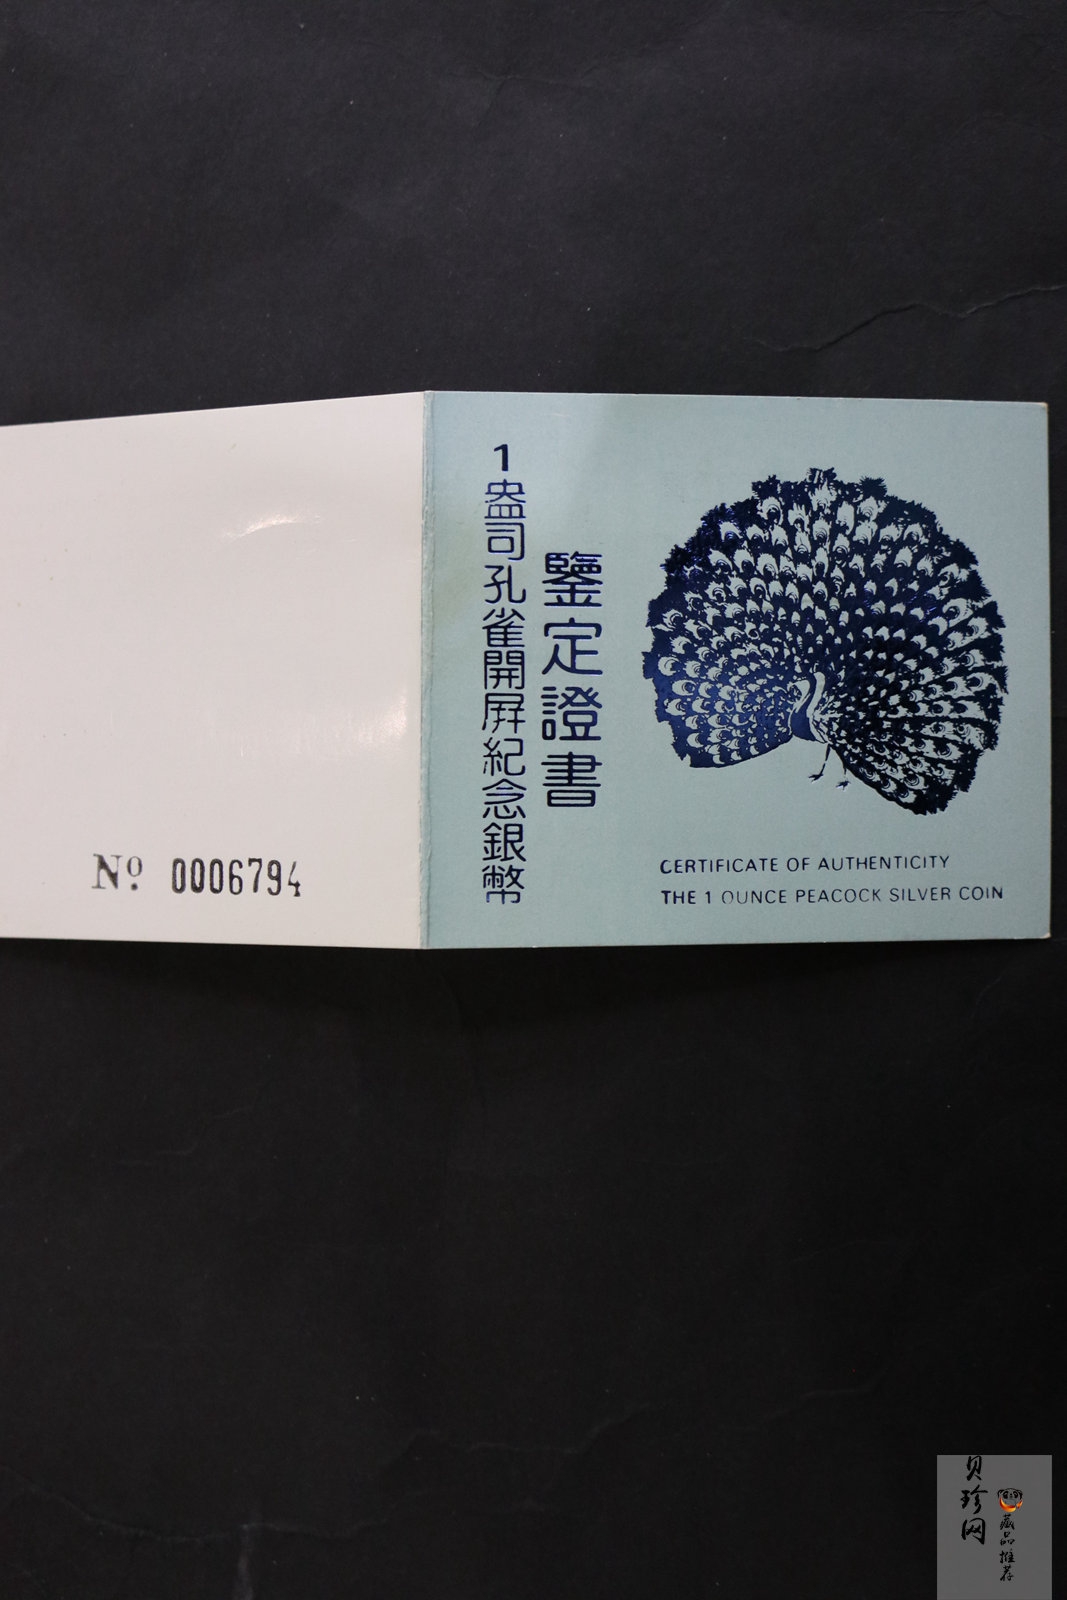 1盎司孔雀開屏紀念銀幣
鑒定證書
CERTIFICATE OF AUTHENTICITY
THE 1 OUNCE PEACOCK SILVER COIN
Nº 0006794
贝珍网
藏品推荐